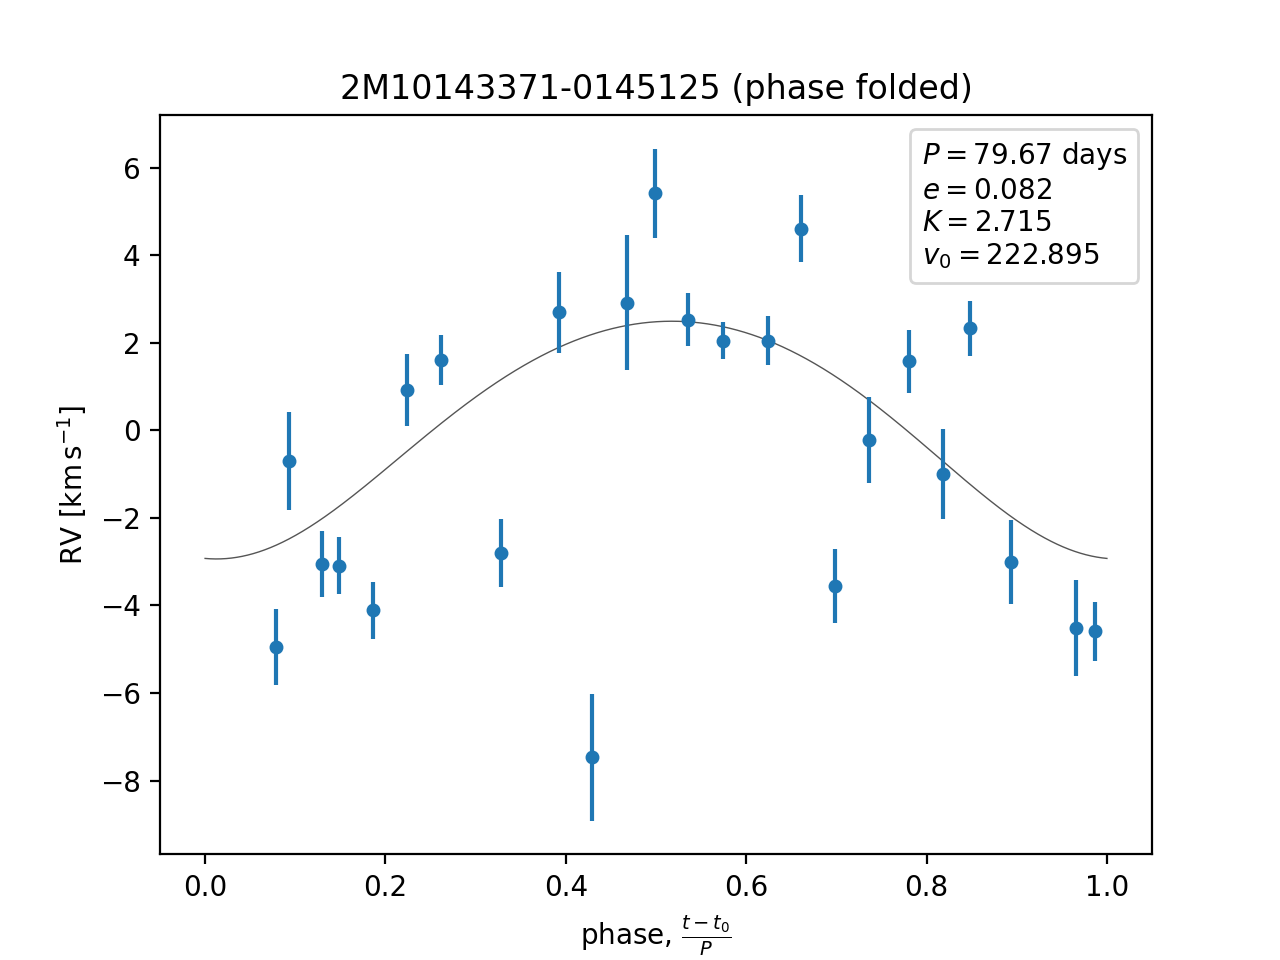 2M10143371-0145125 (phase folded)
P = 79.67 days
e = 0.082
K = 2.715
v₀ = 222.895
RV [km s⁻¹]
6
4
2
0
−2
−4
−6
−8
0.0 0.2 0.4 0.6 0.8 1.0
phase, (t − t₀)/P